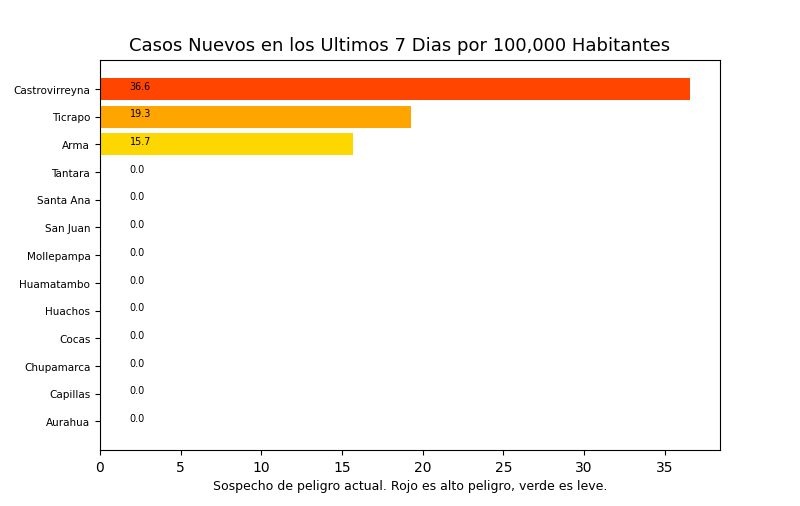 Casos Nuevos en los Ultimos 7 Dias por 100,000 Habitantes
Castrovirreyna 36.6
Ticrapo 19.3
Arma 15.7
Tantara 0.0
Santa Ana 0.0
San Juan 0.0
Mollepampa 0.0
Huamatambo 0.0
Huachos 0.0
Cocas 0.0
Chupamarca 0.0
Capillas 0.0
Aurahua 0.0
0 5 10 15 20 25 30 35
Sospecho de peligro actual. Rojo es alto peligro, verde es leve.